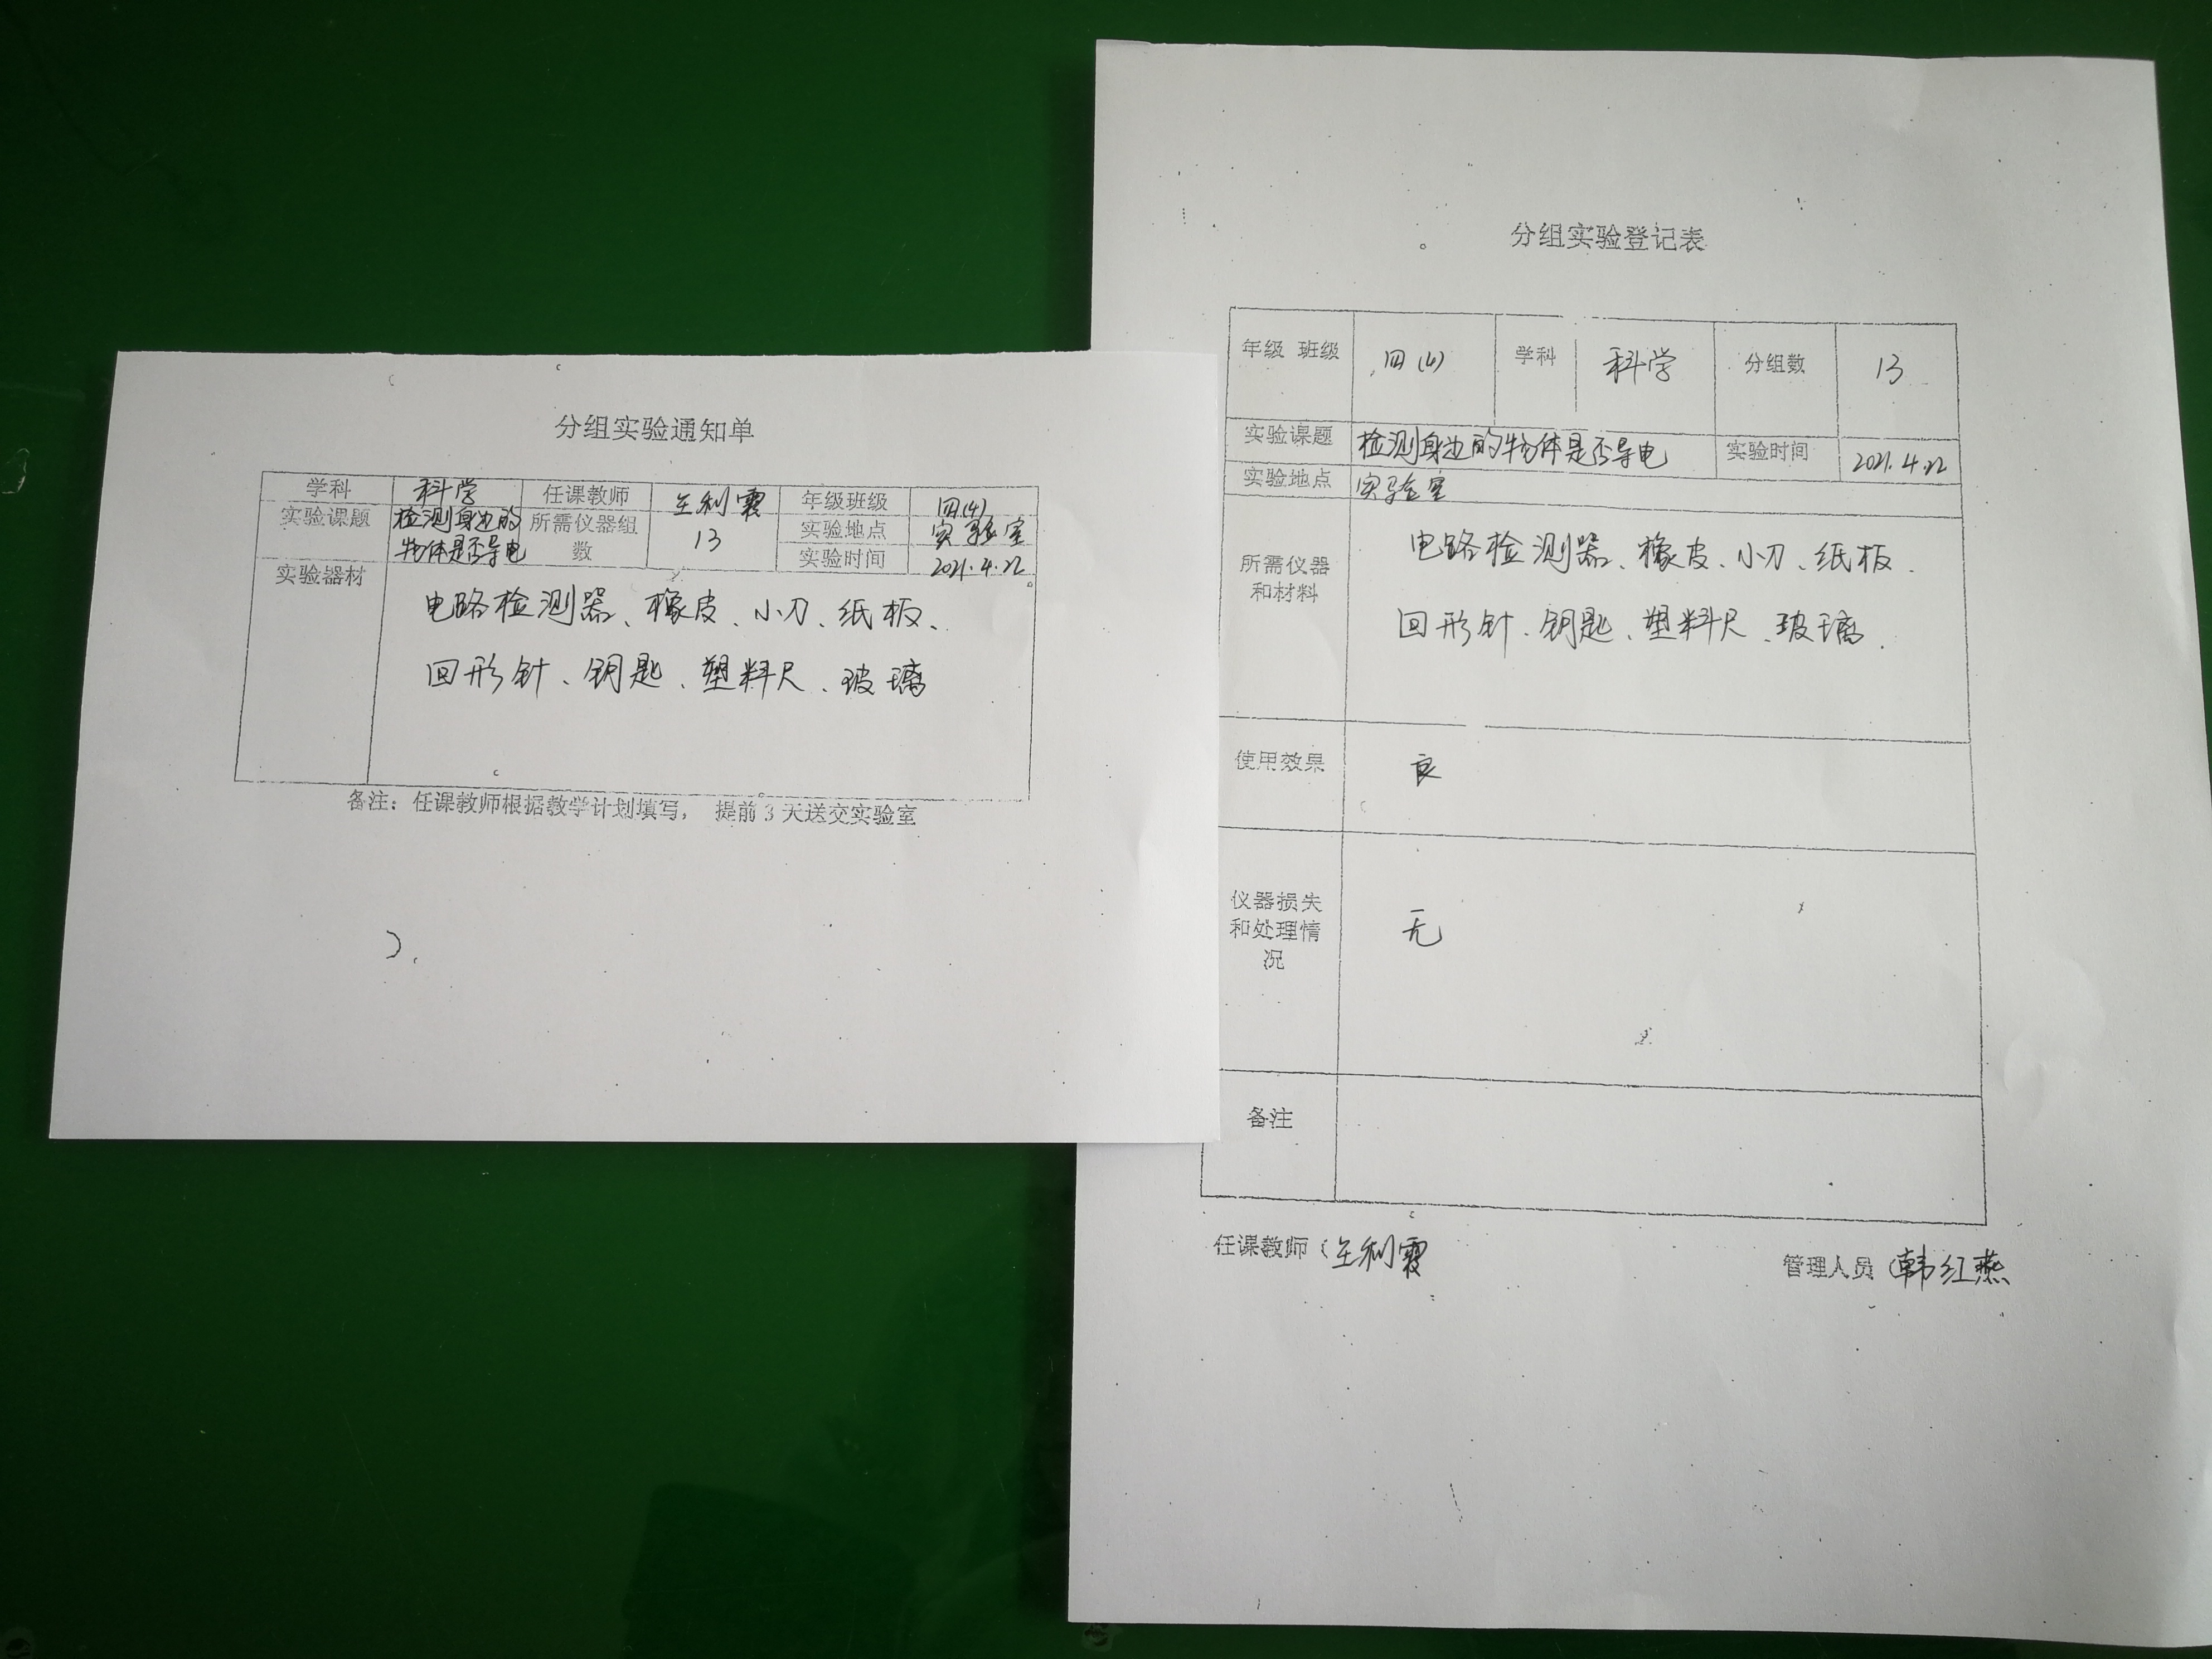 分组实验通知单
学科 科学 任课教师 王利霞 年级班级 四(4)
实验课题 检测身边的物体是否导电 所需仪器组数 13 实验地点 实验室
实验时间 2021.4.22
实验器材 电路检测器、橡皮、小刀、纸板、
回形针、钥匙、塑料尺、玻璃
备注：任课教师根据教学计划填写， 提前3天送交实验室
分组实验登记表
年级 班级 四(4) 学科 科学 分组数 13
实验课题 检测身边的物体是否导电 实验时间 2021.4.22
实验地点 实验室
所需仪器和材料 电路检测器、橡皮、小刀、纸板、
回形针、钥匙、塑料尺、玻璃.
使用效果 良
仪器损失和处理情况 无
备注
任课教师（王利霞 管理人员（韩红燕